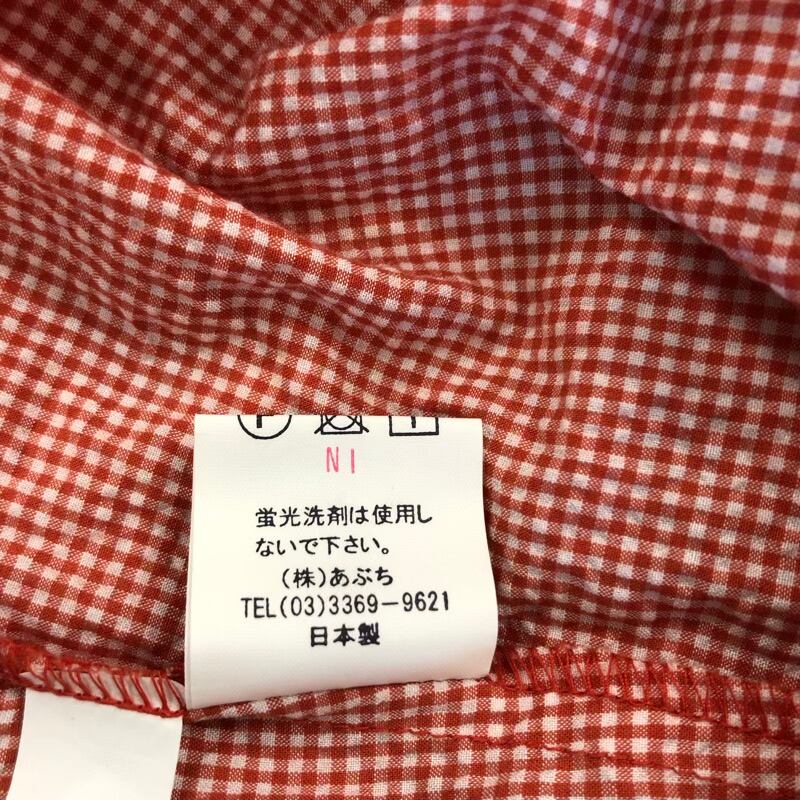 NI
蛍光洗剤は使用し
ないで下さい。
(株)あぶち
TEL(03)3369-9621
日本製